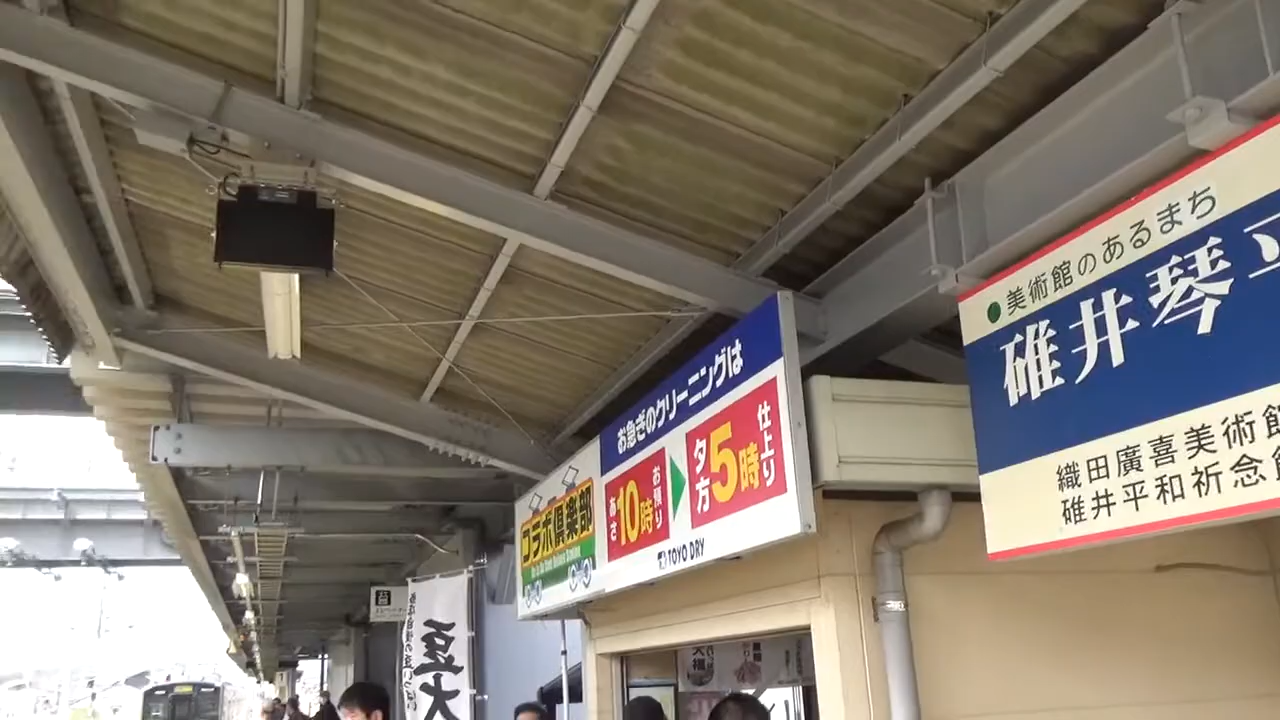 お急ぎのクリーニングは
コラボ倶楽部
あさ10時お預り
夕方5時仕上り
TOYO DRY
●美術館のあるまち
碓井琴平
織田廣喜美術館
碓井平和祈念館
豆大